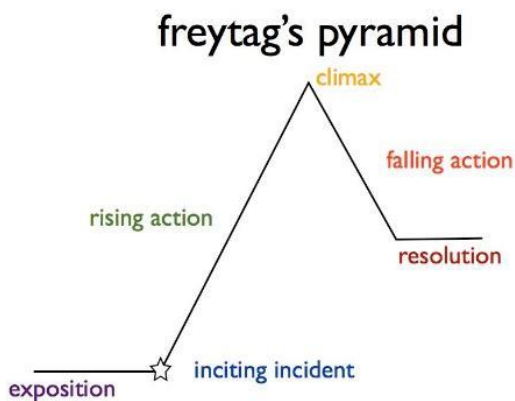 freytag's pyramid
climax
falling action
rising action
resolution
inciting incident
exposition